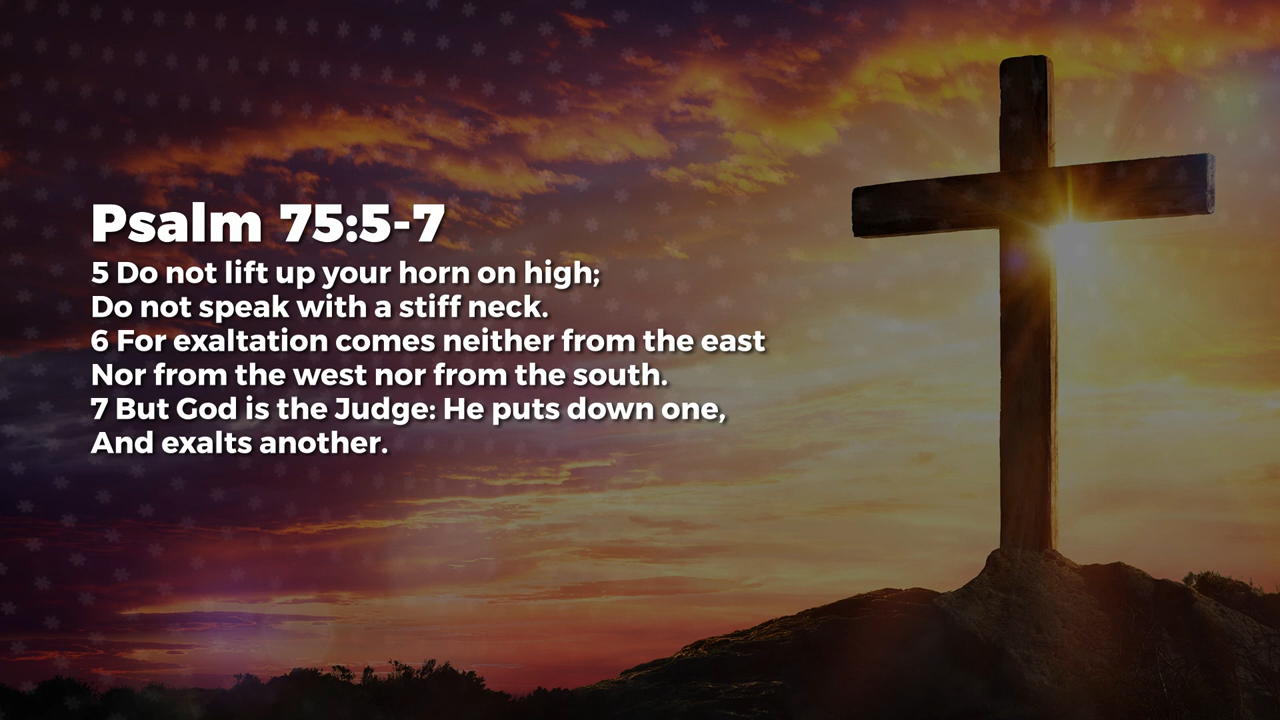 Psalm 75:5-7
5 Do not lift up your horn on high;
Do not speak with a stiff neck.
6 For exaltation comes neither from the east
Nor from the west nor from the south.
7 But God is the Judge: He puts down one,
And exalts another.